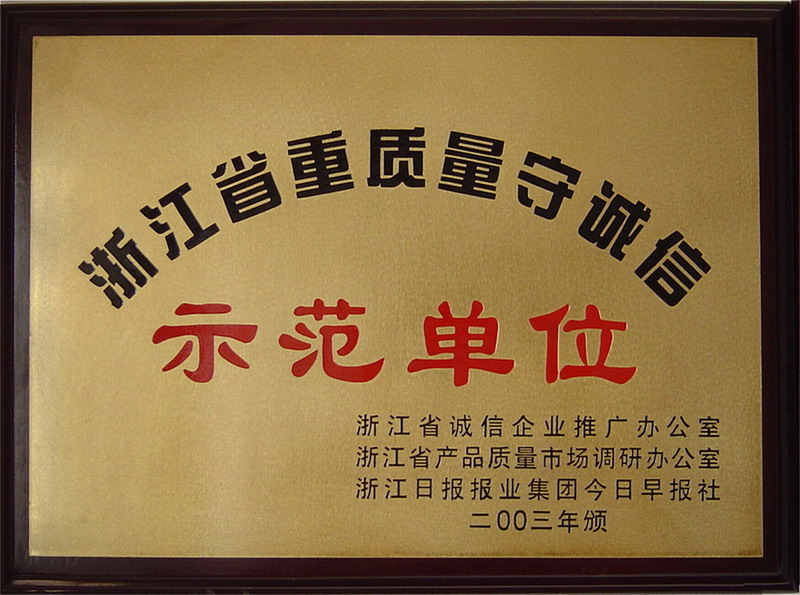 浙江省重质量守诚信
示范单位
浙江省诚信企业推广办公室
浙江省产品质量市场调研办公室
浙江日报报业集团今日早报社
二00三年颁